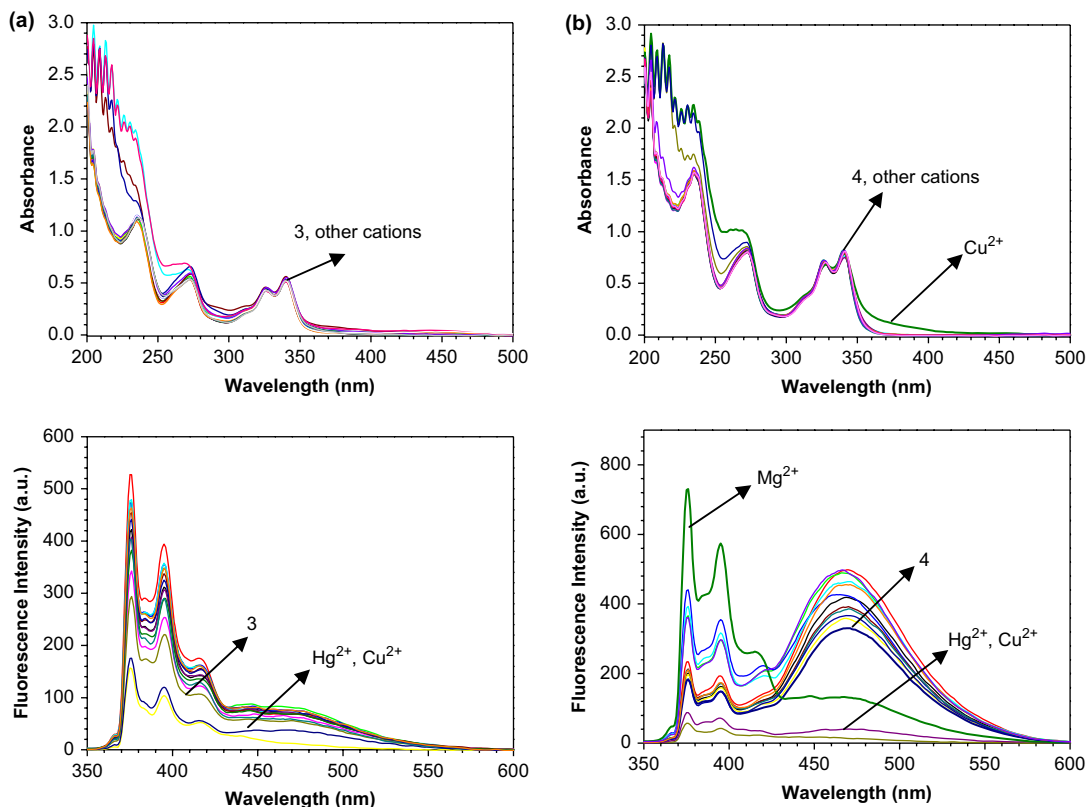 (a)
3.0
2.5
2.0
1.5
1.0
0.5
0.0
Absorbance
3, other cations
200 250 300 350 400 450 500
Wavelength (nm)
(b)
3.0
2.5
2.0
1.5
1.0
0.5
0.0
Absorbance
4, other cations
Cu²⁺
200 250 300 350 400 450 500
Wavelength (nm)
600
500
400
300
200
100
0
Fluorescence Intensity (a.u.)
3
Hg²⁺, Cu²⁺
350 400 450 500 550 600
Wavelength (nm)
800
600
400
200
0
Fluorescence Intensity (a.u.)
Mg²⁺
4
Hg²⁺, Cu²⁺
350 400 450 500 550 600
Wavelength (nm)